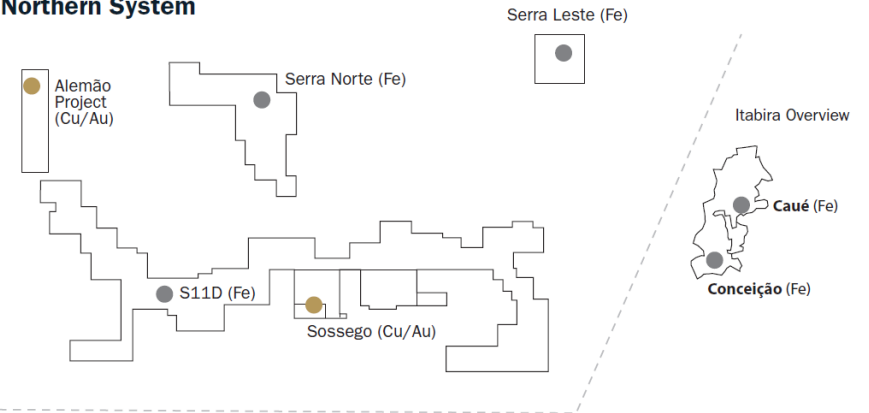 Northern System
Serra Leste (Fe)
Serra Norte (Fe)
Alemão
Project
(Cu/Au)
Itabira Overview
Caué (Fe)
S11D (Fe)
Conceição (Fe)
Sossego (Cu/Au)